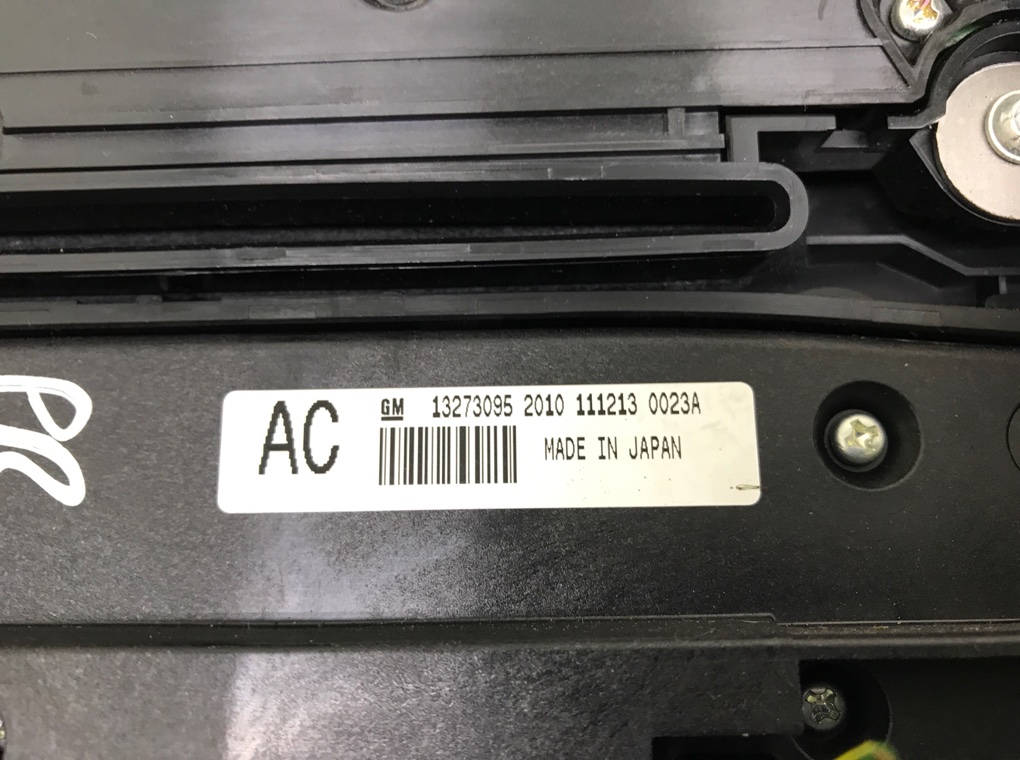 AC
GM 13273095 2010 111213 0023A
MADE IN JAPAN